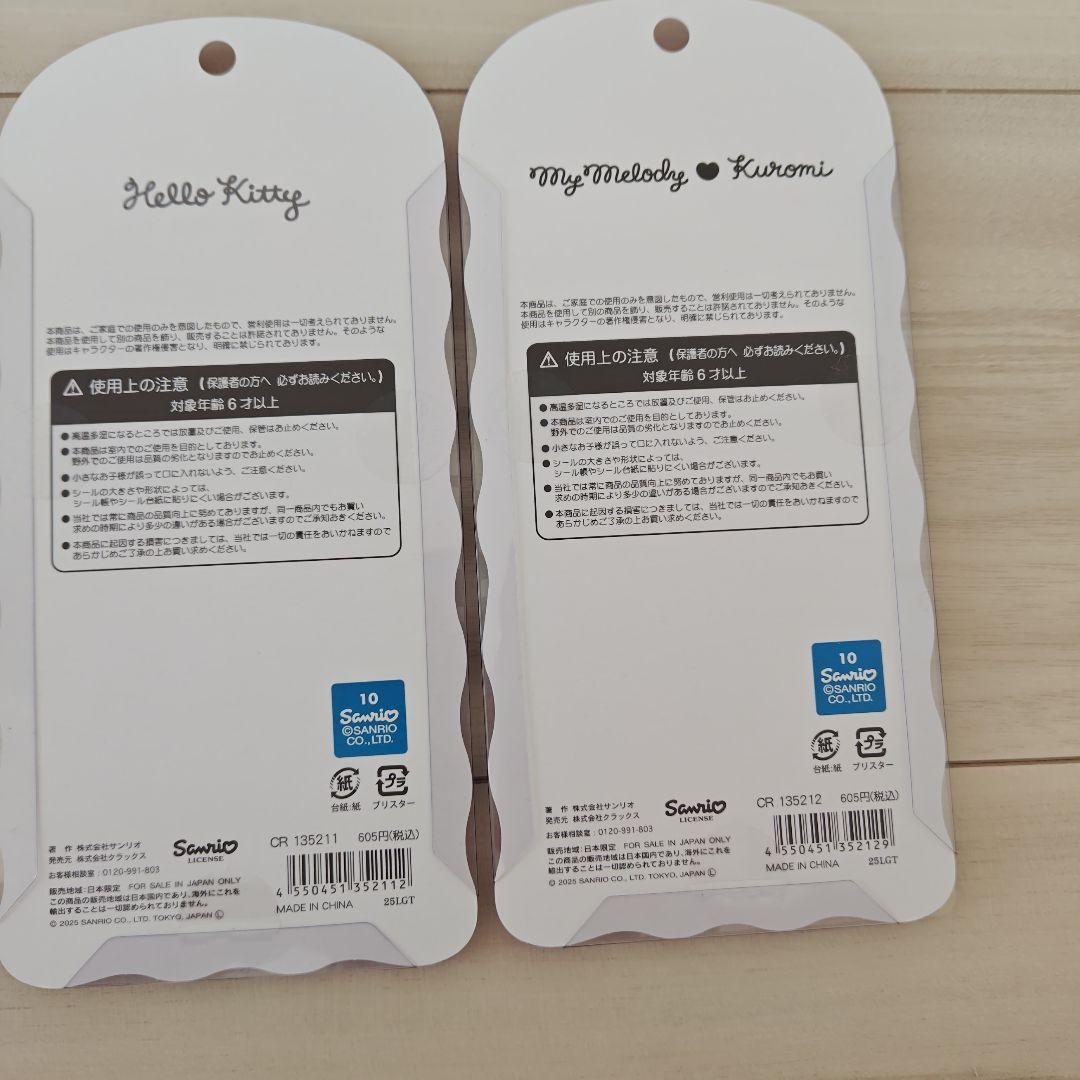 Hello Kitty
本商品は、ご家庭での使用のみを意図したもので、営利使用は一切考えられておりません。
本商品を使用して別の商品を飾り、販売することは許諾されておりません。そのような
使用はキャラクターの著作権侵害となり、明確に禁じられております。
⚠ 使用上の注意 (保護者の方へ 必ずお読みください。)
対象年齢6才以上
●高温多湿になるところでは放置及びご使用、保管はお止めください。
●本商品は室内でのご使用を目的としております。
野外でのご使用は品質の劣化となりますのでお止めください。
●小さなお子様が誤って口に入れないよう、ご注意ください。
●シールの大きさや形状によっては、
シール帳やシール台紙に貼りにくい場合がございます。
●当社では常に商品の品質向上に努めておりますが、同一商品内でもお買い
求めの時期により多少の違いがある場合がございますのでご承知おきください。
●本商品に起因する損害につきましては、当社では一切の責任をおいかねますので
あらかじめご了承の上お買い求めください。
10
Sanrio
©SANRIO
CO.,LTD.
紙 プラ
台紙:紙 ブリスター
著 作 株式会社サンリオ
発売元 株式会社クラックス
お客様相談室:0120-991-803
Sanrio
LICENSE
CR 135211 605円(税込)
販売地域:日本限定 FOR SALE IN JAPAN ONLY
この商品の販売地域は日本国内であり、海外にこれを
輸出することは一切認められておりません。
© 2025 SANRIO CO., LTD. TOKYO, JAPAN Ⓛ
4 550451 352112
MADE IN CHINA 25LGT
My Melody ♥ Kuromi
本商品は、ご家庭での使用のみを意図したもので、営利使用は一切考えられておりません。
本商品を使用して別の商品を飾り、販売することは許諾されておりません。そのような
使用はキャラクターの著作権侵害となり、明確に禁じられております。
⚠ 使用上の注意 (保護者の方へ 必ずお読みください。)
対象年齢6才以上
●高温多湿になるところでは放置及びご使用、保管はお止めください。
●本商品は室内でのご使用を目的としております。
野外でのご使用は品質の劣化となりますのでお止めください。
●小さなお子様が誤って口に入れないよう、ご注意ください。
●シールの大きさや形状によっては、
シール帳やシール台紙に貼りにくい場合がございます。
●当社では常に商品の品質向上に努めておりますが、同一商品内でもお買い
求めの時期により多少の違いがある場合がございますのでご承知おきください。
●本商品に起因する損害につきましては、当社では一切の責任をおいかねますので
あらかじめご了承の上お買い求めください。
10
Sanrio
©SANRIO
CO.,LTD.
紙 プラ
台紙:紙 ブリスター
著 作 株式会社サンリオ
発売元 株式会社クラックス
お客様相談室:0120-991-803
Sanrio
LICENSE
CR 135212 605円(税込)
販売地域:日本限定 FOR SALE IN JAPAN ONLY
この商品の販売地域は日本国内であり、海外にこれを
輸出することは一切認められておりません。
© 2025 SANRIO CO., LTD. TOKYO, JAPAN Ⓛ
4 550451 352129
MADE IN CHINA 25LGT